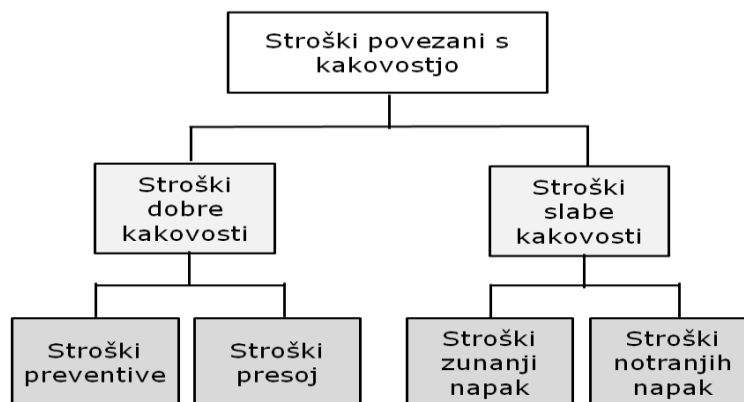 Stroški povezani s
kakovostjo
Stroški
dobre
kakovosti
Stroški
slabe
kakovosti
Stroški
preventive
Stroški
presoj
Stroški
zunanji
napak
Stroški
notranjih
napak